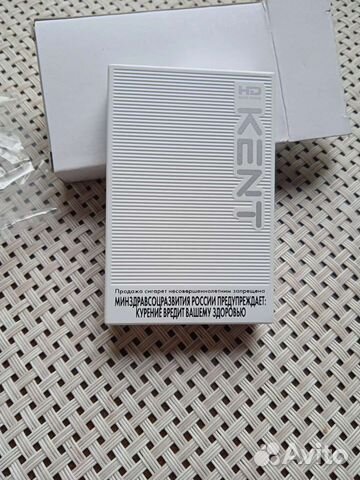 HD
KENT
Продажа сигарет несовершеннолетним запрещена
МИНЗДРАВСОЦРАЗВИТИЯ РОССИИ ПРЕДУПРЕЖДАЕТ:
КУРЕНИЕ ВРЕДИТ ВАШЕМУ ЗДОРОВЬЮ
Avito